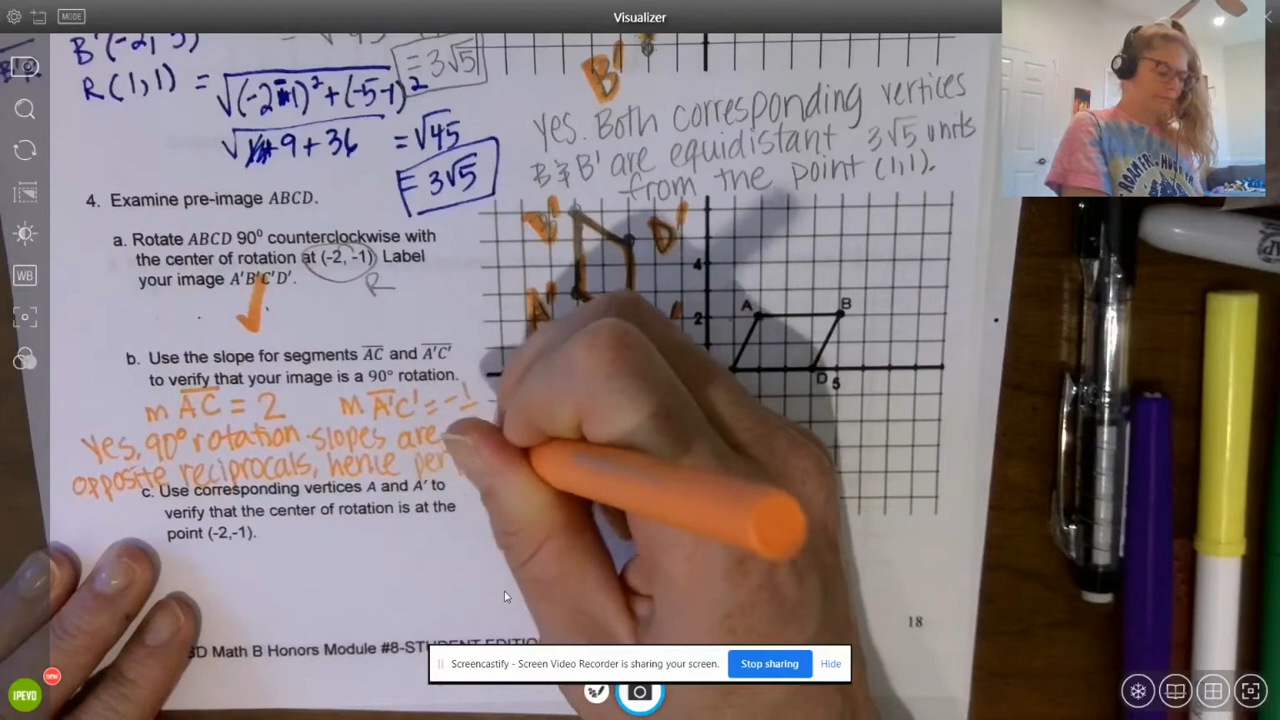 MODE
Visualizer
B'(-2,-5)
R(1,1) = √(-2-1)² + (-5-1)²
= 3√5
√9 + 36 = √45
= 3√5
B'
yes. Both corresponding vertices
B & B' are equidistant 3√5 units
from the point (1,1).
4. Examine pre-image ABCD.
a. Rotate ABCD 90⁰ counterclockwise with
the center of rotation at (-2, -1). Label
your image A'B'C'D'.
R
b. Use the slope for segments AC and A'C'
to verify that your image is a 90° rotation.
m AC = 2 m A'C' = -1
Yes, 90° rotation - slopes are
opposite reciprocals, hence per
c. Use corresponding vertices A and A' to
verify that the center of rotation is at the
point (-2,-1).
B' D'
A'
4
2
A B
D 5
18
SD Math B Honors Module #8-STUDENT EDITIO
Screencastify - Screen Video Recorder is sharing your screen.
Stop sharing
Hide
WB
new
IPEVO